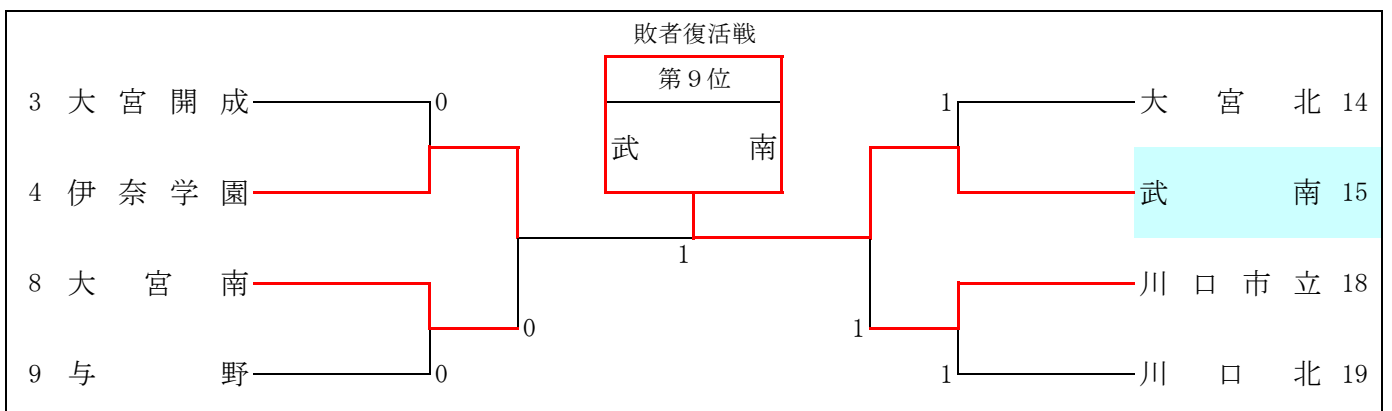 敗者復活戦
第9位
武南
3 大宮開成 0
4 伊奈学園
8 大宮南
0
9 与野 0
1
1 大宮北 14
武南 15
川口市立 18
1
1 川口北 19